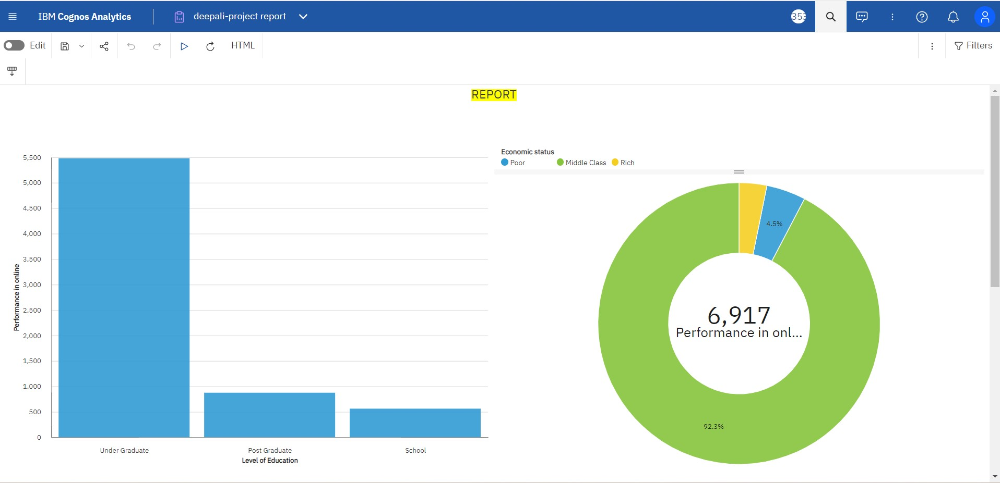 IBM Cognos Analytics
deepali-project report
353
Edit
HTML
Filters
REPORT
5,500
5,000
4,500
4,000
3,500
3,000
2,500
2,000
1,500
1,000
500
0
Performance in online
Under Graduate
Post Graduate
School
Level of Education
Economic status
Poor
Middle Class
Rich
4.5%
6,917
Performance in onl...
92.3%